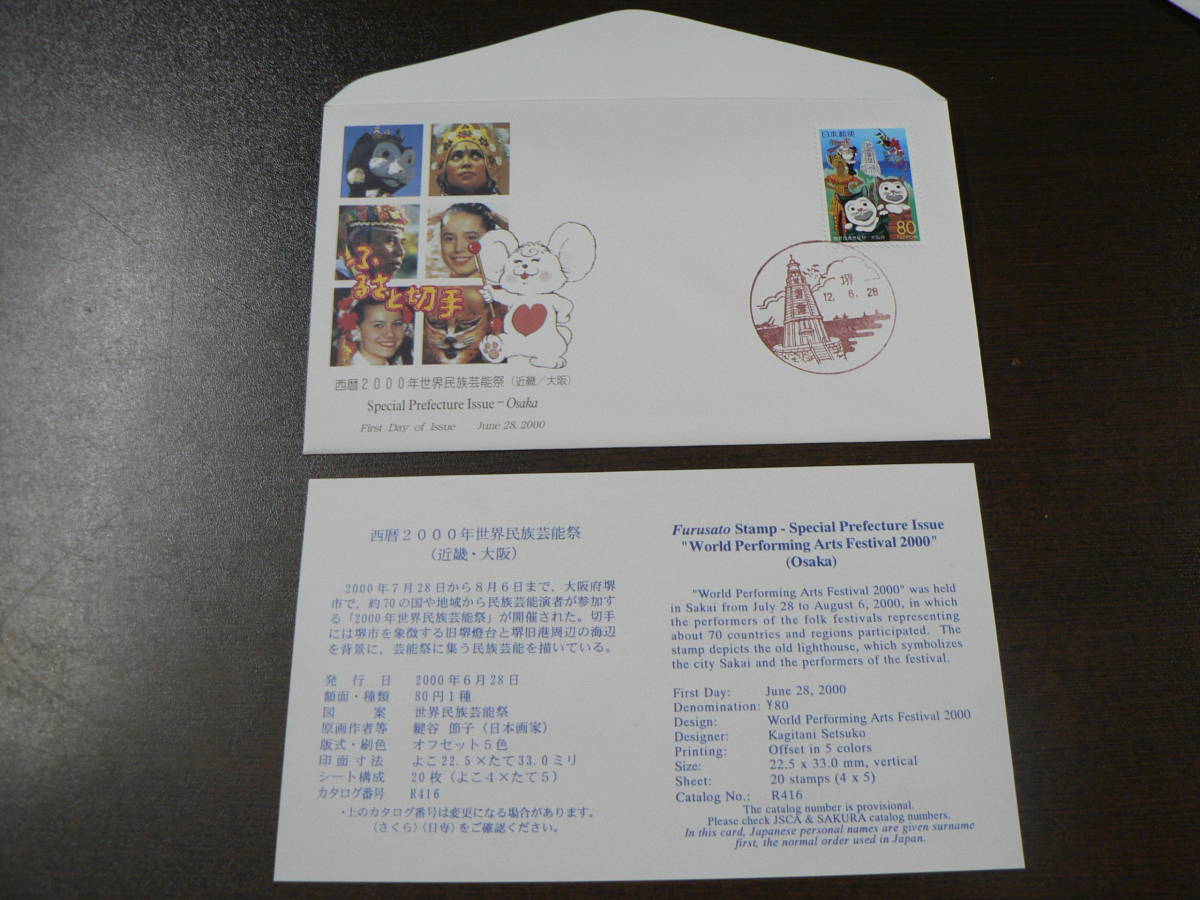 日本郵便
80
NIPPON
堺
12. 6. 28
ふるさと切手
西暦2000年世界民族芸能祭（近畿／大阪）
Special Prefecture Issue - Osaka
First Day of Issue June 28, 2000
西暦２０００年世界民族芸能祭
（近畿・大阪）
2000年７月28日から８月６日まで、大阪府堺
市で、約70の国や地域から民族芸能演者が参加す
る「2000年世界民族芸能祭」が開催された。切手
には堺市を象徴する旧堺燈台と堺旧港周辺の海辺
を背景に、芸能祭に集う民族芸能を描いている。
発行日 2000年６月28日
額面・種類 80円１種
図案 世界民族芸能祭
原画作者等 鍵谷 節子（日本画家）
版式・刷色 オフセット５色
印面寸法 よこ22.5×たて33.0ミリ
シート構成 20枚（よこ４×たて５）
カタログ番号 R416
・上のカタログ番号は変更になる場合があります。
〈さくら〉〈日専〉をご確認ください。
Furusato Stamp - Special Prefecture Issue
"World Performing Arts Festival 2000"
(Osaka)
"World Performing Arts Festival 2000" was held
in Sakai from July 28 to August 6, 2000, in which
the performers of the folk festivals representing
about 70 countries and regions participated. The
stamp depicts the old lighthouse, which symbolizes
the city Sakai and the performers of the festival.
First Day: June 28, 2000
Denomination: ¥80
Design: World Performing Arts Festival 2000
Designer: Kagitani Setsuko
Printing: Offset in 5 colors
Size: 22.5 x 33.0 mm, vertical
Sheet: 20 stamps (4 x 5)
Catalog No.: R416
The catalog number is provisional.
Please check JSCA & SAKURA catalog numbers.
In this card, Japanese personal names are given surname
first, the normal order used in Japan.